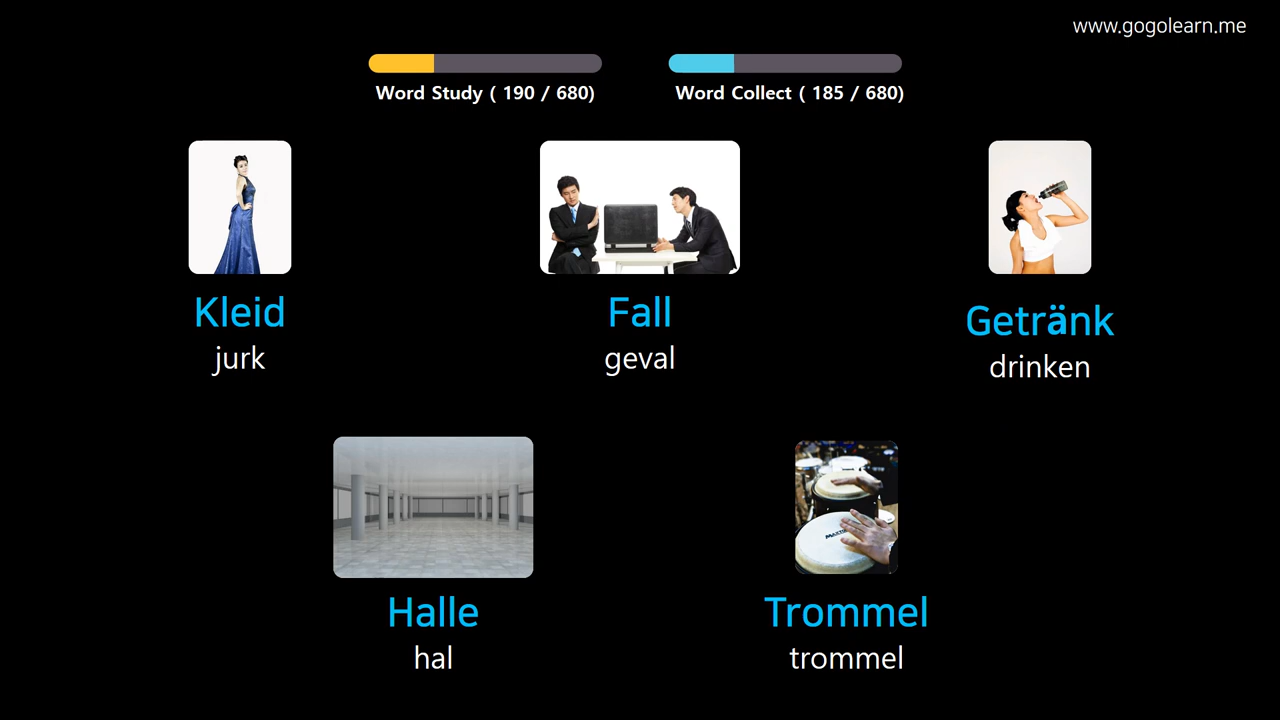 www.gogolearn.me
Word Study ( 190 / 680)
Word Collect ( 185 / 680)
Kleid
jurk
Fall
geval
Getränk
drinken
Halle
hal
Trommel
trommel